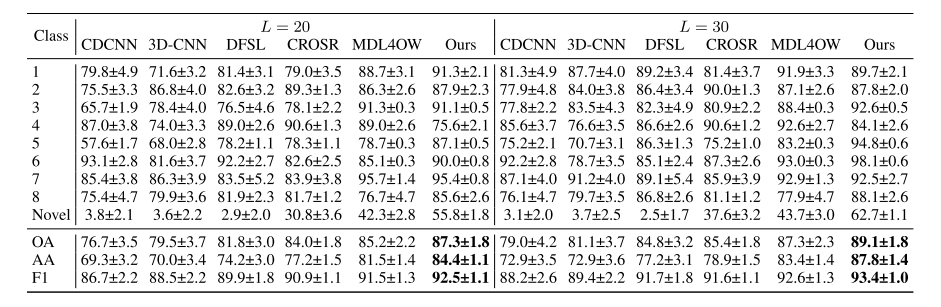 Class L = 20 L = 30
CDCNN 3D-CNN DFSL CROSR MDL4OW Ours CDCNN 3D-CNN DFSL CROSR MDL4OW Ours
1 79.8±4.9 71.6±3.2 81.4±3.1 79.0±3.5 88.7±3.1 91.3±2.1 81.3±4.9 87.7±4.0 89.2±3.4 81.4±3.7 91.9±3.3 89.7±2.1
2 75.5±3.3 86.8±4.0 82.6±3.2 89.3±1.3 86.3±2.6 87.9±2.3 77.9±4.8 84.0±3.8 86.4±3.4 90.0±1.3 87.1±2.6 87.8±2.0
3 65.7±1.9 78.4±4.0 76.5±4.6 78.1±2.2 91.3±0.3 91.1±0.5 77.8±2.2 83.5±4.3 82.3±4.9 80.9±2.2 88.4±0.3 92.6±0.5
4 87.0±3.8 74.0±3.3 89.0±2.6 90.6±1.3 89.0±2.6 75.6±2.1 85.6±3.7 76.6±3.5 86.6±2.6 90.6±1.2 92.6±2.7 84.1±2.6
5 57.6±1.7 68.0±2.8 78.2±1.1 78.3±1.1 78.7±0.3 87.1±0.5 75.2±2.1 70.7±3.1 86.3±1.3 75.2±1.0 83.2±0.3 94.8±0.6
6 93.1±2.8 81.6±3.7 92.2±2.7 82.6±2.5 85.1±0.3 90.0±0.8 92.2±2.8 78.7±3.5 85.1±2.4 87.3±2.6 93.0±0.3 98.1±0.6
7 85.4±3.8 86.3±3.9 83.5±5.2 83.9±3.8 95.7±1.4 95.4±0.8 87.1±4.0 91.2±4.0 89.1±5.4 85.9±3.9 92.9±1.3 92.5±2.7
8 75.4±4.7 79.9±3.6 81.9±2.3 81.7±1.2 76.7±4.7 85.6±2.6 76.1±4.7 79.7±3.5 86.8±2.6 81.1±1.2 77.9±4.7 88.1±2.6
Novel 3.8±2.1 3.6±2.2 2.9±2.0 30.8±3.6 42.3±2.8 55.8±1.8 3.1±2.0 3.7±2.5 2.5±1.7 37.6±3.2 43.7±3.0 62.7±1.1
OA 76.7±3.5 79.5±3.7 81.8±3.0 84.0±1.8 85.2±2.2 87.3±1.8 79.0±4.2 81.1±3.7 84.8±3.2 85.4±1.8 87.3±2.3 89.1±1.8
AA 69.3±3.2 70.0±3.4 74.2±3.0 77.2±1.5 81.5±1.4 84.4±1.1 72.9±3.5 72.9±3.6 77.2±3.1 78.9±1.5 83.4±1.4 87.8±1.4
F1 86.7±2.2 88.5±2.2 89.9±1.8 90.9±1.1 91.5±1.3 92.5±1.1 88.2±2.6 89.4±2.2 91.7±1.8 91.6±1.1 92.6±1.3 93.4±1.0